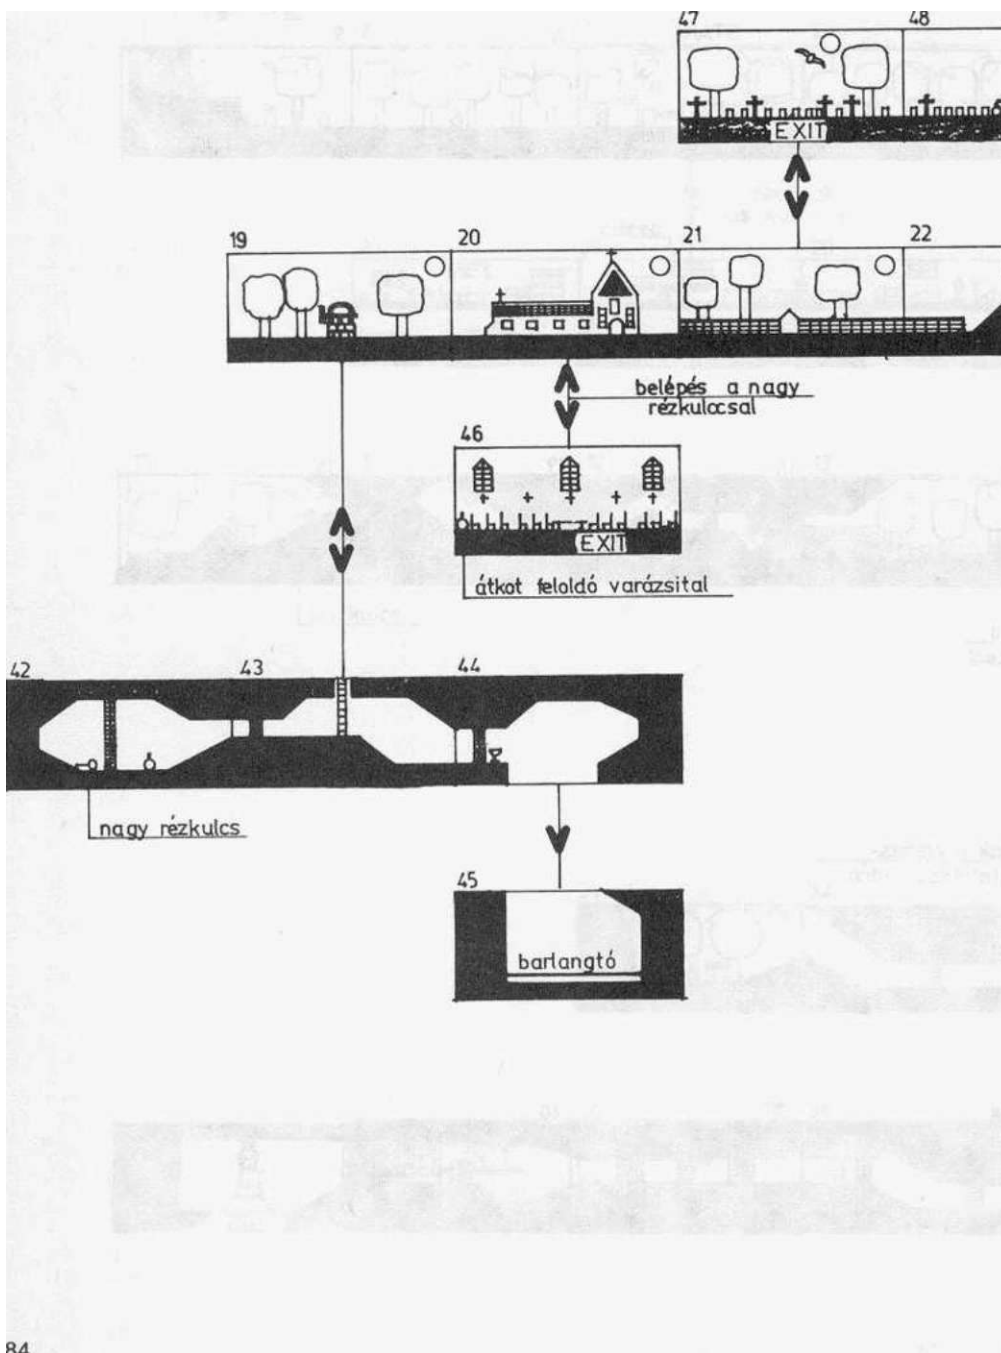 47 48
EXIT
19 20 21 22
belépés a nagy
rézkulccsal
46
EXIT
átkot feloldó varázsital
42 43 44
nagy rézkulcs
45
barlangtó
84